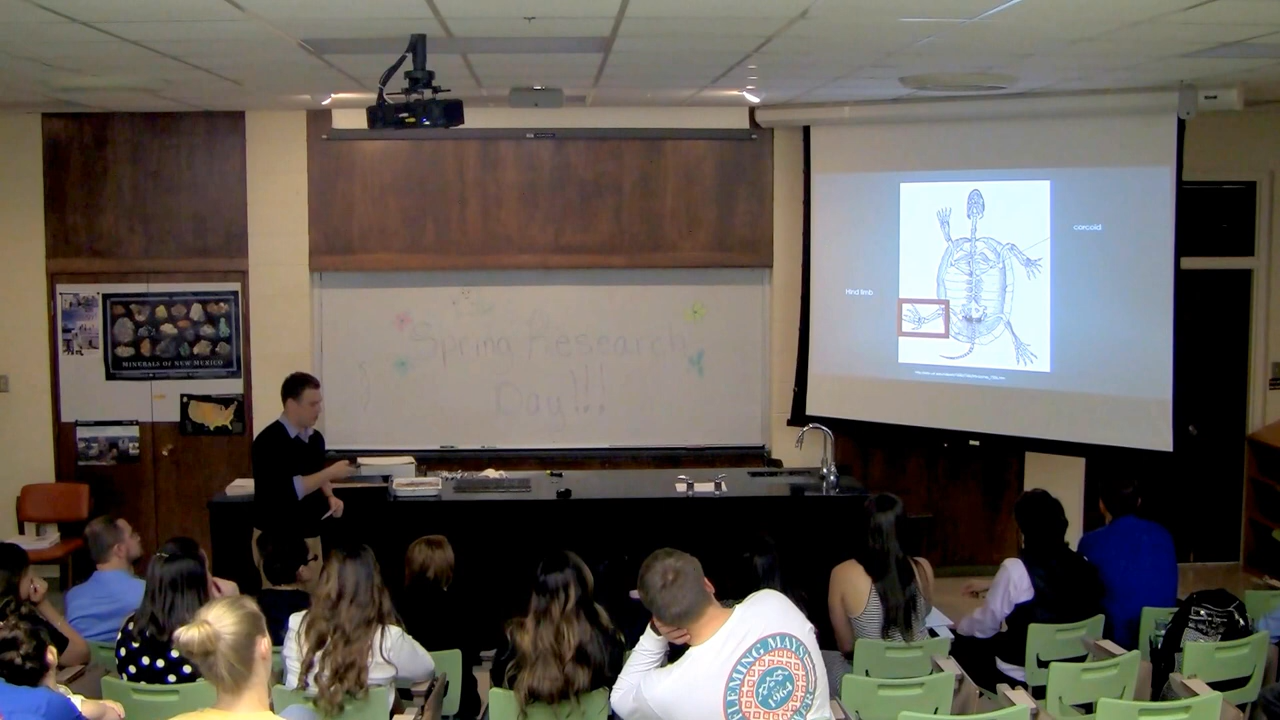 Spring Research
Day!!!
MINERALS OF NEW MEXICO
Hind limb
coracoid
FLEMING MAYS
1964